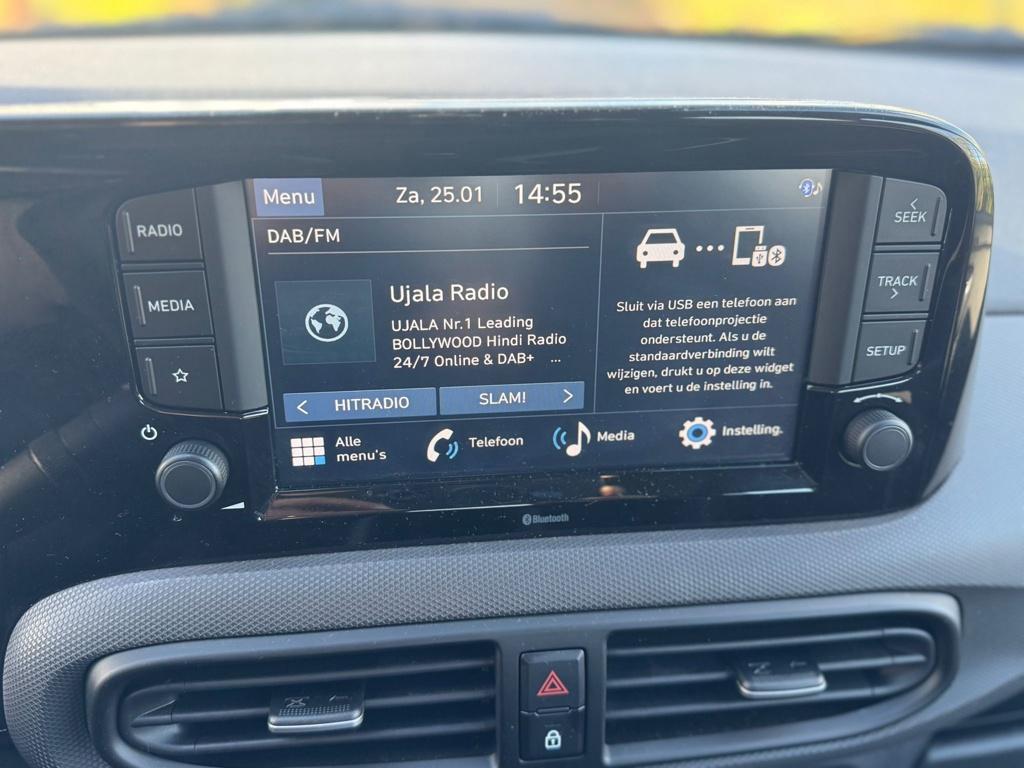 Menu
Za, 25.01
14:55
DAB/FM
Ujala Radio
UJALA Nr.1 Leading
BOLLYWOOD Hindi Radio
24/7 Online & DAB+ ...
< HITRADIO
SLAM! >
Sluit via USB een telefoon aan
dat telefoonprojectie
ondersteunt. Als u de
standaardverbinding wilt
wijzigen, drukt u op deze widget
en voert u de instelling in.
Alle
menu's
Telefoon
Media
Instelling.
RADIO
MEDIA
SEEK
TRACK
SETUP
Bluetooth